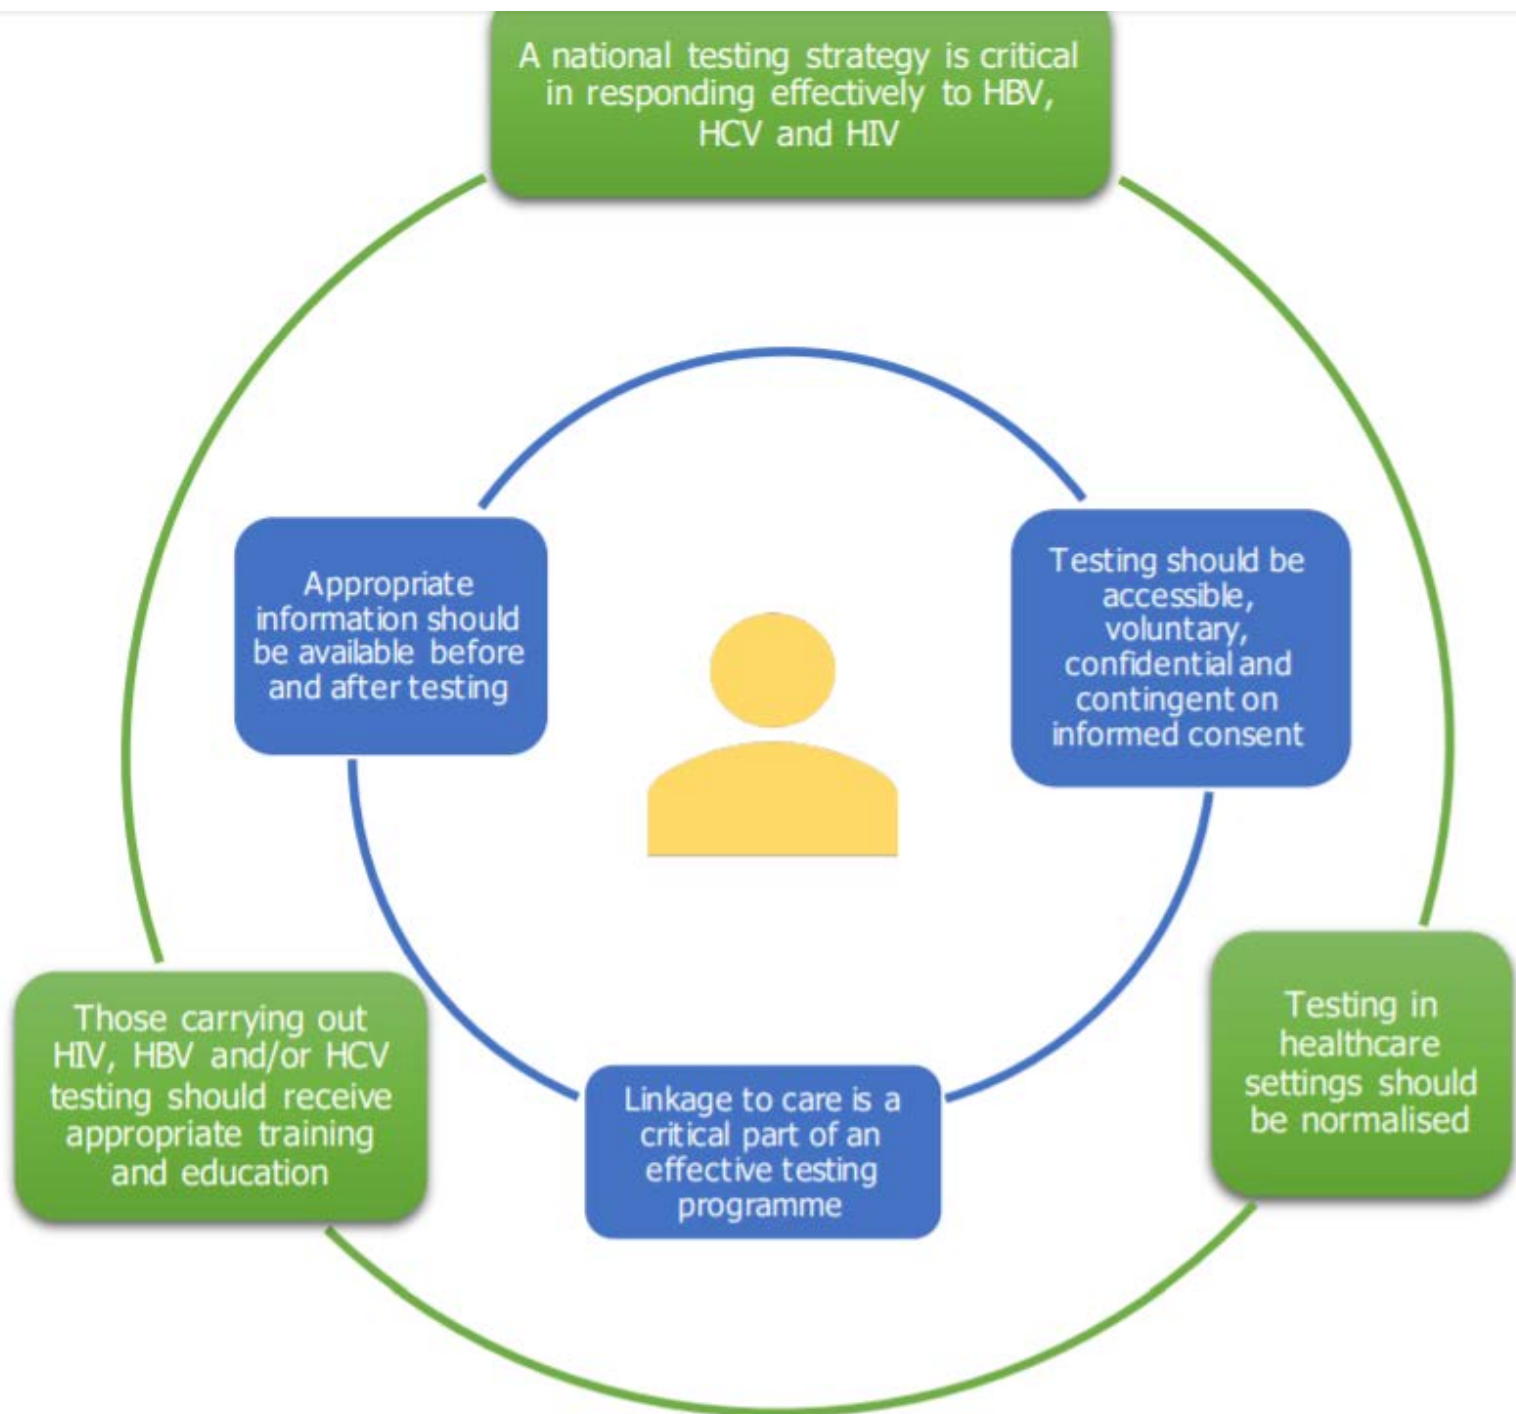 A national testing strategy is critical
in responding effectively to HBV,
HCV and HIV
Appropriate
information should
be available before
and after testing
Testing should be
accessible,
voluntary,
confidential and
contingent on
informed consent
Those carrying out
HIV, HBV and/or HCV
testing should receive
appropriate training
and education
Linkage to care is a
critical part of an
effective testing
programme
Testing in
healthcare
settings should
be normalised